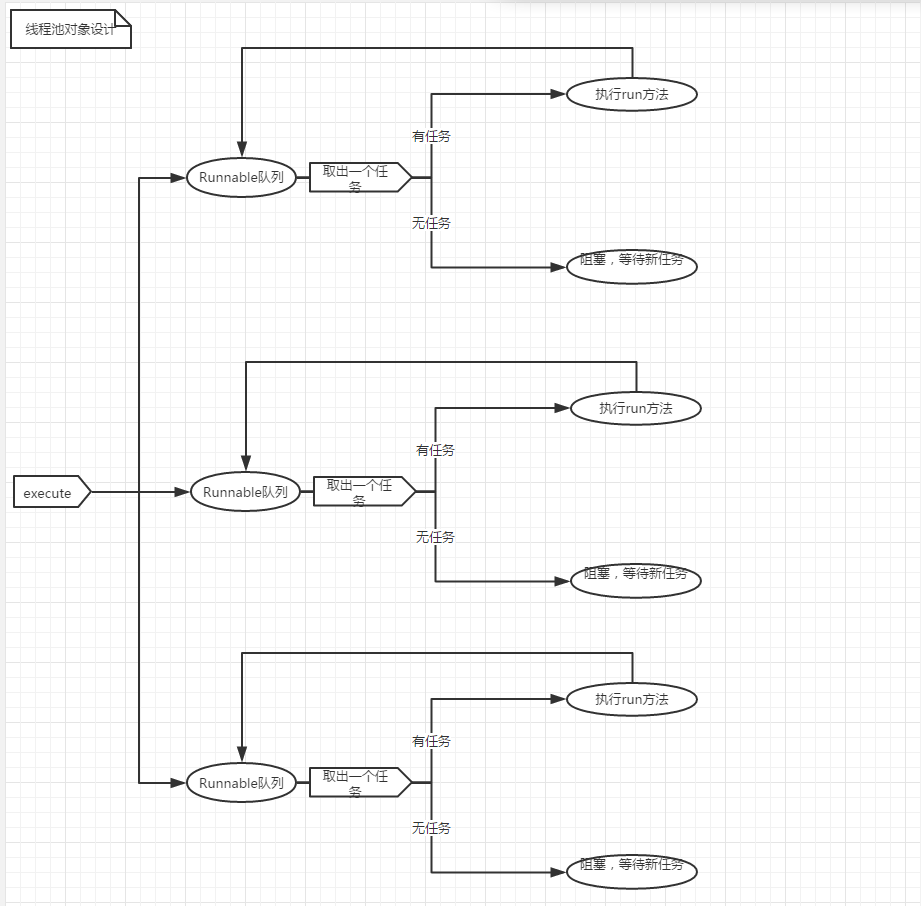 线程池对象设计
执行run方法
有任务
Runnable队列
取出一个任
务
无任务
阻塞，等待新任务
执行run方法
有任务
execute
Runnable队列
取出一个任
务
无任务
阻塞，等待新任务
执行run方法
有任务
Runnable队列
取出一个任
务
无任务
阻塞，等待新任务